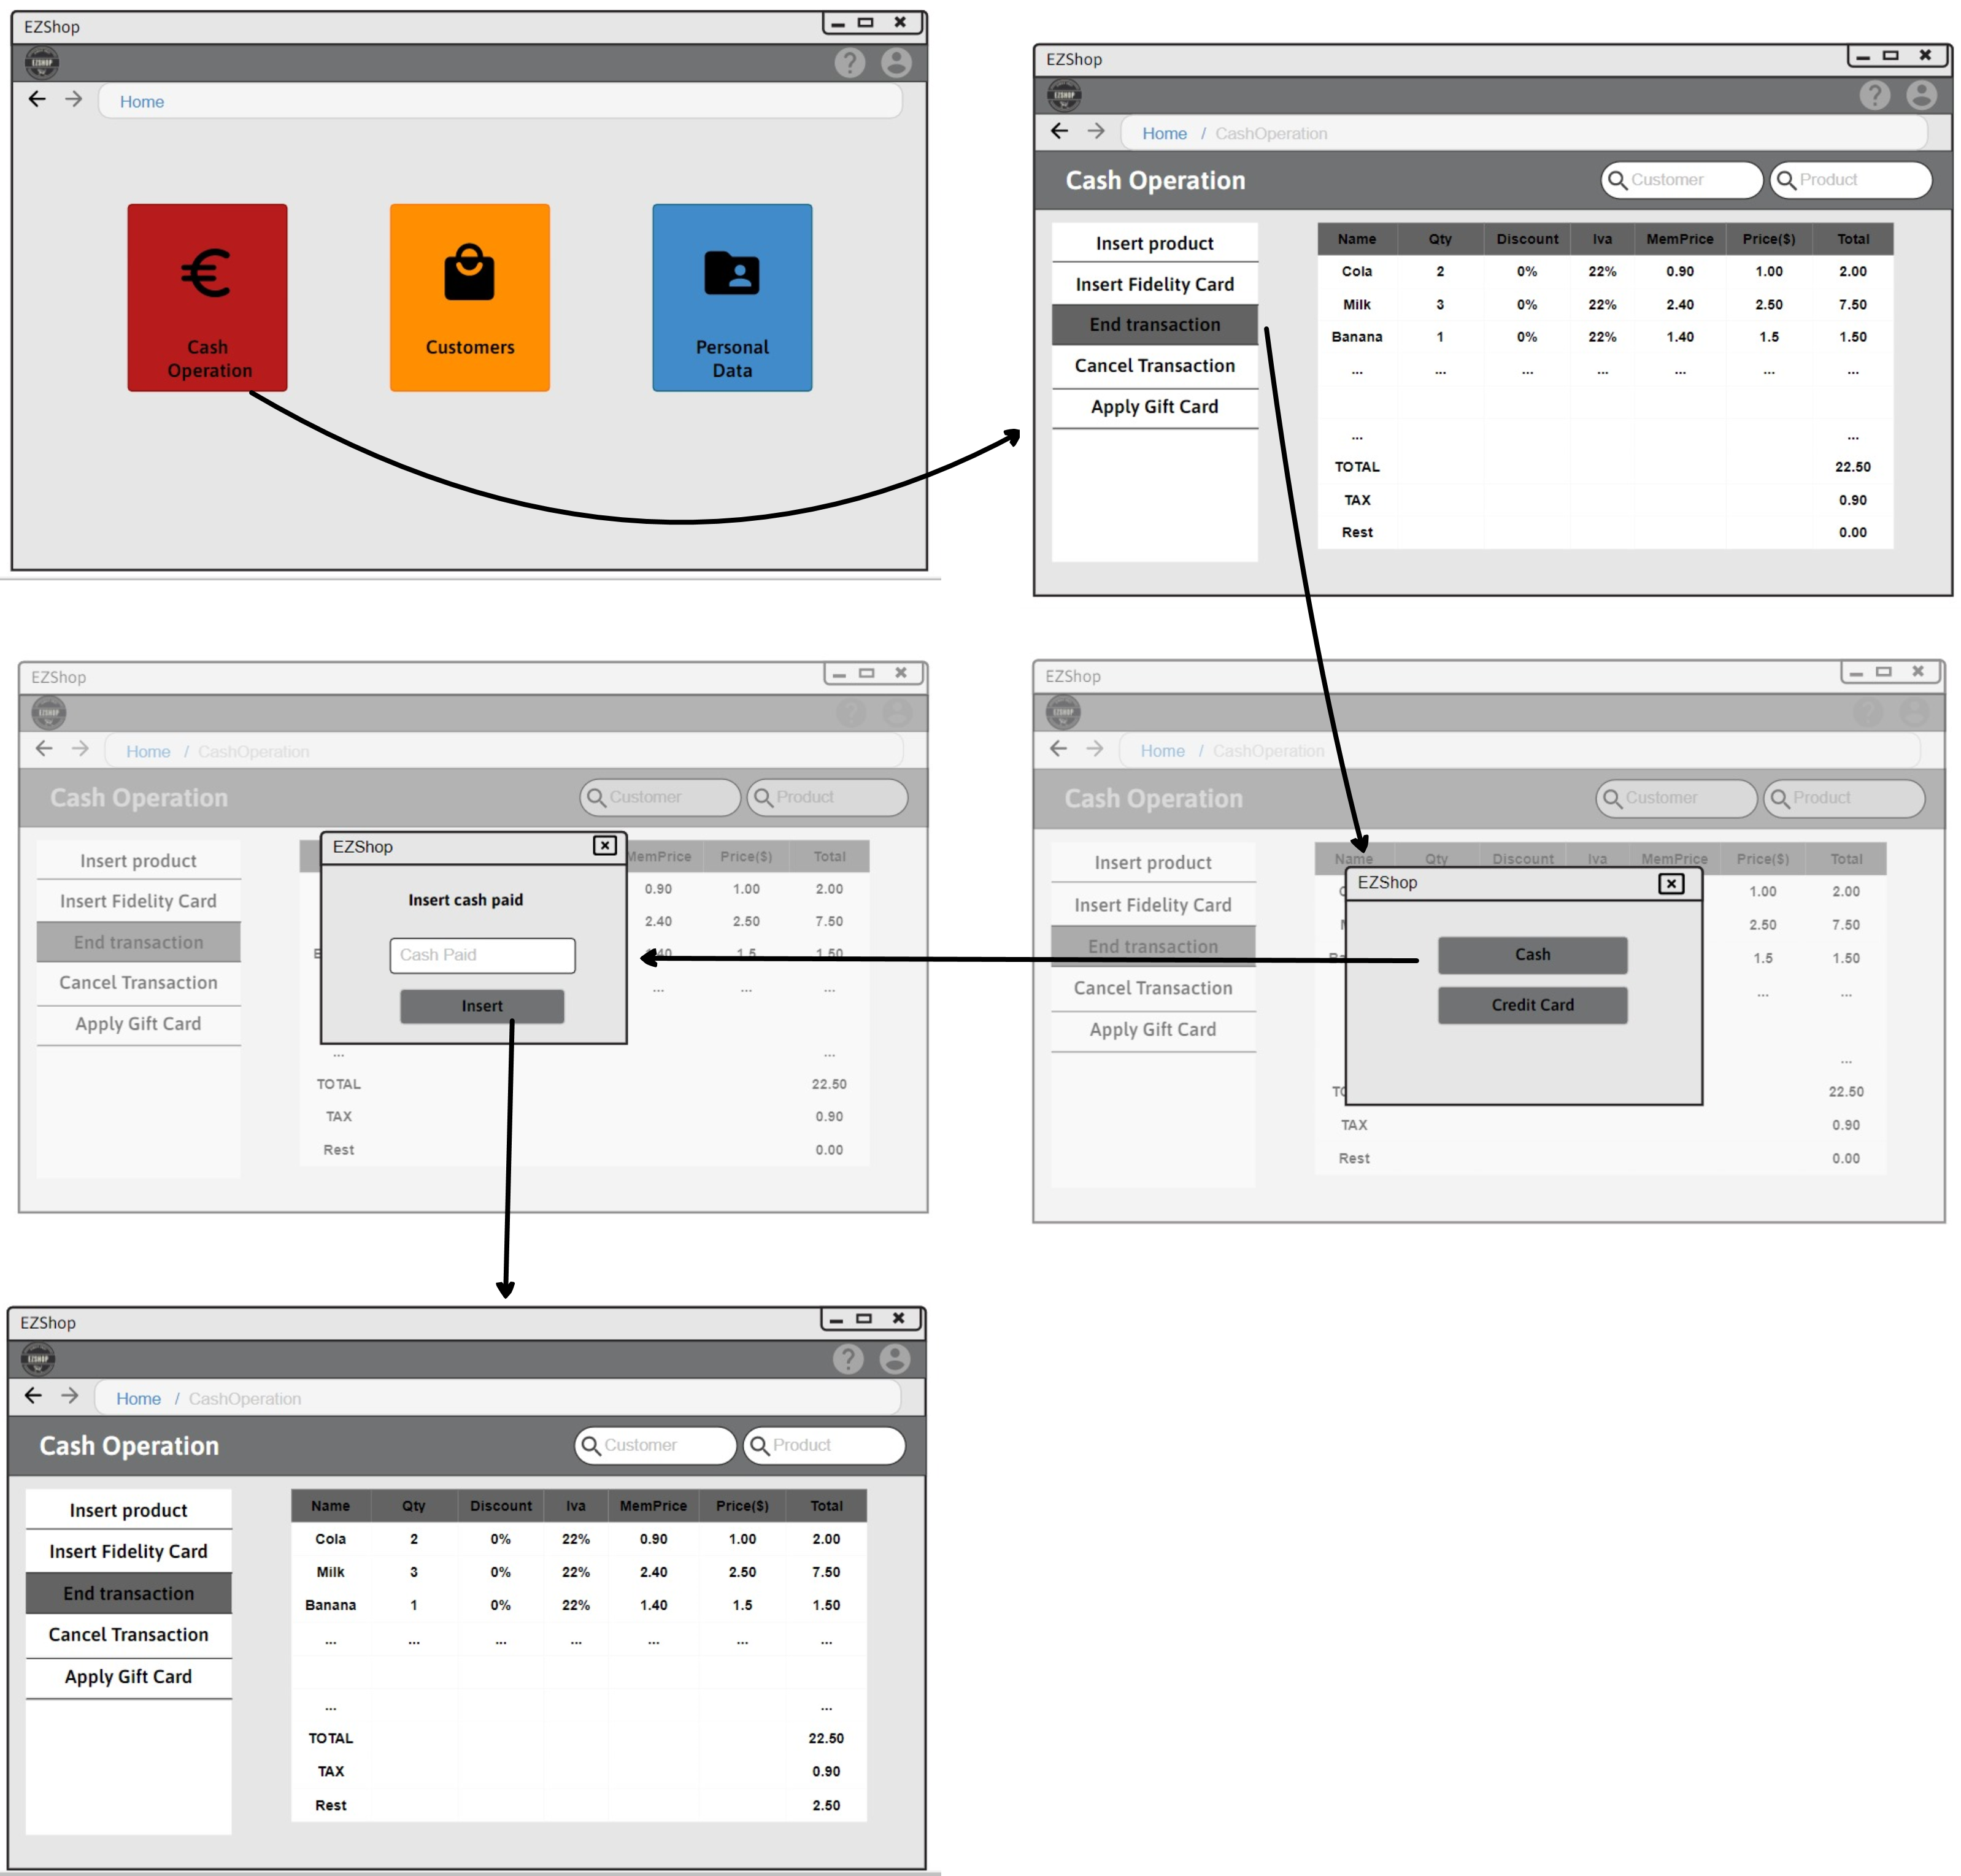 EZShop
EZSHOP
?
Home
Cash
Operation
Customers
Personal
Data
EZShop
EZSHOP
?
Home / CashOperation
Cash Operation
Customer
Product
Insert product
Insert Fidelity Card
End transaction
Cancel Transaction
Apply Gift Card
Name Qty Discount Iva MemPrice Price($) Total
Cola 2 0% 22% 0.90 1.00 2.00
Milk 3 0% 22% 2.40 2.50 7.50
Banana 1 0% 22% 1.40 1.5 1.50
... ... ... ... ... ... ...
... ...
TOTAL 22.50
TAX 0.90
Rest 0.00
EZShop
EZSHOP
?
Home / CashOperation
Cash Operation
Customer
Product
Insert product
Insert Fidelity Card
End transaction
Cancel Transaction
Apply Gift Card
MemPrice Price($) Total
0.90 1.00 2.00
2.40 2.50 7.50
1.5 1.50
... ... ...
... ...
TOTAL 22.50
TAX 0.90
Rest 0.00
EZShop
Insert cash paid
Cash Paid
Insert
EZShop
EZSHOP
?
Home / CashOperation
Cash Operation
Customer
Product
Insert product
Insert Fidelity Card
End transaction
Cancel Transaction
Apply Gift Card
Name Qty Discount Iva MemPrice Price($) Total
1.00 2.00
2.50 7.50
1.5 1.50
... ...
...
22.50
TAX 0.90
Rest 0.00
EZShop
Cash
Credit Card
EZShop
EZSHOP
?
Home / CashOperation
Cash Operation
Customer
Product
Insert product
Insert Fidelity Card
End transaction
Cancel Transaction
Apply Gift Card
Name Qty Discount Iva MemPrice Price($) Total
Cola 2 0% 22% 0.90 1.00 2.00
Milk 3 0% 22% 2.40 2.50 7.50
Banana 1 0% 22% 1.40 1.5 1.50
... ... ... ... ... ... ...
... ...
TOTAL 22.50
TAX 0.90
Rest 2.50